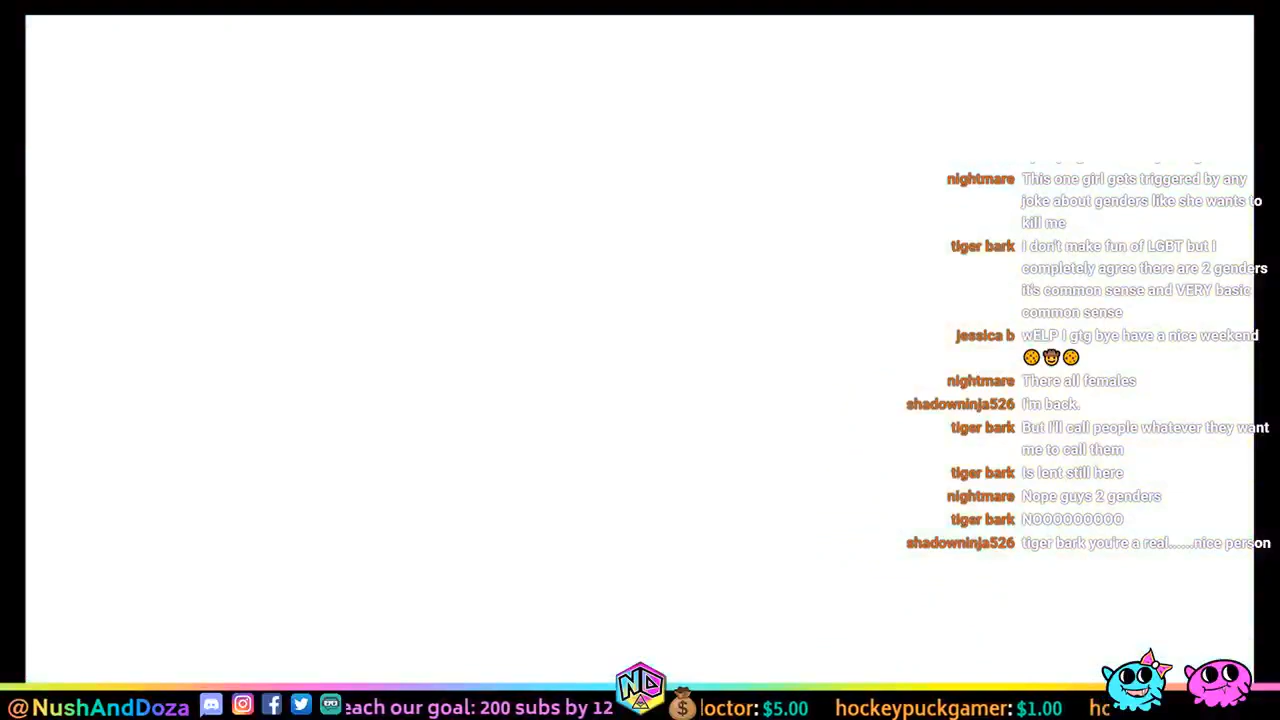 nightmare This one girl gets triggered by any
joke about genders like she wants to
kill me
tiger bark I don't make fun of LGBT but I
completely agree there are 2 genders
it's common sense and VERY basic
common sense
jessica b wELP I gtg bye have a nice weekend
🍪🤠🍪
nightmare There all females
shadowninja526 I'm back.
tiger bark But I'll call people whatever they want
me to call them
tiger bark Is lent still here
nightmare Nope guys 2 genders
tiger bark NOOOOOOOOO
shadowninja526 tiger bark you're a real......nice person
@NushAndDoza each our goal: 200 subs by 12 ND loctor: $5.00 hockeypuckgamer: $1.00 hc